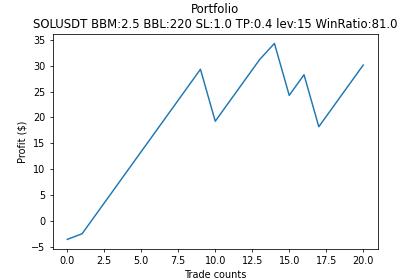 Portfolio
SOLUSDT BBM:2.5 BBL:220 SL:1.0 TP:0.4 lev:15 WinRatio:81.0
35
30
25
20
15
10
5
0
−5
Profit ($)
0.0 2.5 5.0 7.5 10.0 12.5 15.0 17.5 20.0
Trade counts